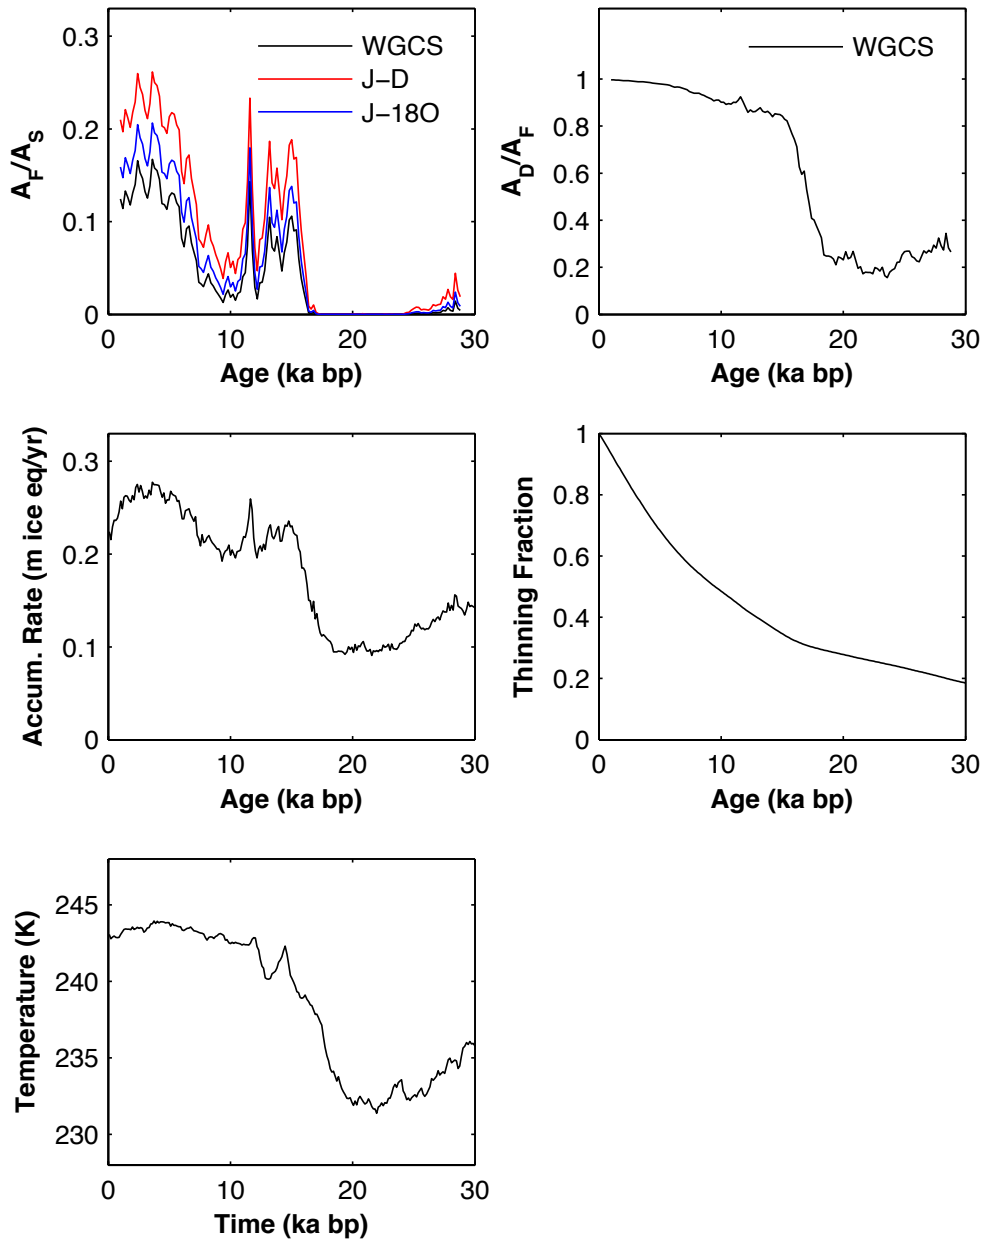 0.3
0.2
0.1
0
A_F/A_S
WGCS
J−D
J−18O
0 10 20 30
Age (ka bp)
1
0.8
0.6
0.4
0.2
0
A_D/A_F
WGCS
0 10 20 30
Age (ka bp)
0.3
0.2
0.1
0
Accum. Rate (m ice eq/yr)
0 10 20 30
Age (ka bp)
1
0.8
0.6
0.4
0.2
0
Thinning Fraction
0 10 20 30
Age (ka bp)
245
240
235
230
Temperature (K)
0 10 20 30
Time (ka bp)